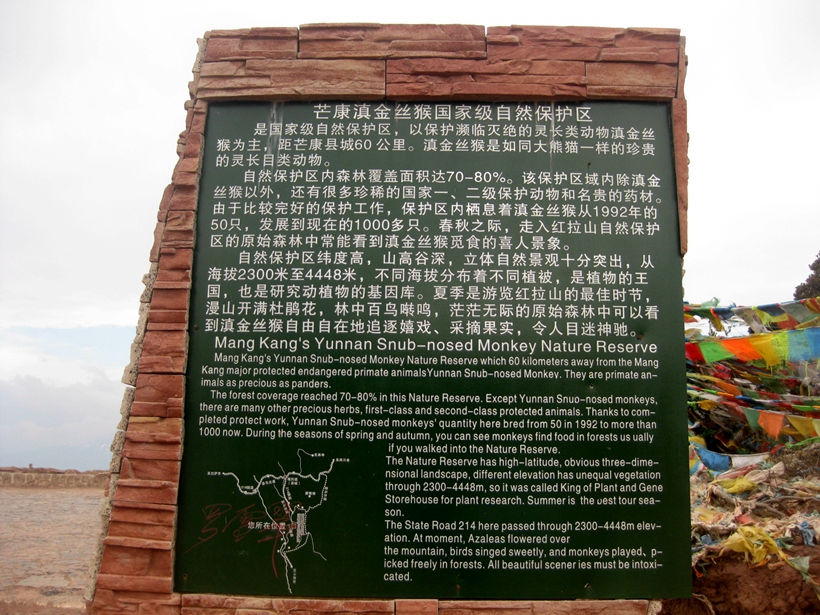 芒康滇金丝猴国家级自然保护区
是国家级自然保护区，以保护濒临灭绝的灵长类动物滇金丝
猴为主，距芒康县城60 公里。滇金丝猴是如同大熊猫一样的珍贵
的灵长目类动物。
自然保护区内森林覆盖面积达70-80%。该保护区域内除滇金
丝猴以外，还有很多珍稀的国家一、二级保护动物和名贵的药材。
由于比较完好的保护工作，保护区内栖息着滇金丝猴从1992年的
50只，发展到现在的1000多只。春秋之际，走入红拉山自然保护
区的原始森林中常能看到滇金丝猴觅食的喜人景象。
自然保护区纬度高，山高谷深，立体自然景观十分突出，从
海拔2300米至4448米，不同海拔分布着不同植被，是植物的王
国，也是研究动植物的基因库。夏季是游览红拉山的最佳时节，
漫山开满杜鹃花，林中百鸟啭鸣，茫茫无际的原始森林中可以看
到滇金丝猴自由自在地追逐嬉戏、采摘果实，令人目迷神驰。
Mang Kang's Yunnan Snub-nosed Monkey Nature Reserve
Mang Kang's Yunnan Snub-nosed Monkey Nature Reserve which 60 kilometers away from the Mang
Kang major protected endangered primate animalsYunnan Snub-nosed Monkey. They are primate an-
imals as precious as panders.
The forest coverage reached 70-80% in this Nature Reserve. Except Yunnan Snuo-nosed monkeys,
there are many other precious herbs, first-class and second-class protected animals. Thanks to com-
pleted protect work, Yunnan Snub-nosed monkeys' quantity here bred from 50 in 1992 to more than
1000 now. During the seasons of spring and autumn, you can see monkeys find food in forests us ually
if you walked into the Nature Reserve.
The Nature Reserve has high-latitude, obvious three-dime-
nsional landscape, different elevation has unequal vegetation
through 2300-4448m, so it was called King of Plant and Gene
Storehouse for plant research. Summer is the best tour sea-
son.
The State Road 214 here passed through 2300-4448m elev-
ation. At moment, Azaleas flowered over
the mountain, birds singed sweetly, and monkeys played、p-
icked freely in forests. All beautiful scener ies must be intoxi-
cated.
您所在位置